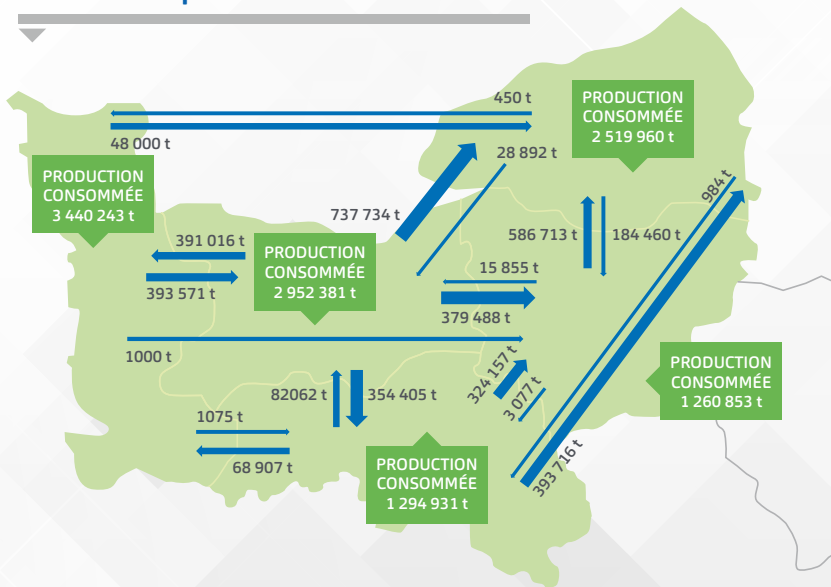 450 t
48 000 t
PRODUCTION
CONSOMMÉE
2 519 960 t
28 892 t
PRODUCTION
CONSOMMÉE
3 440 243 t
984 t
737 734 t
586 713 t
184 460 t
391 016 t
393 571 t
PRODUCTION
CONSOMMÉE
2 952 381 t
15 855 t
379 488 t
1000 t
324 157 t
3 077 t
PRODUCTION
CONSOMMÉE
1 260 853 t
82062 t
354 405 t
1075 t
68 907 t
PRODUCTION
CONSOMMÉE
1 294 931 t
393 716 t